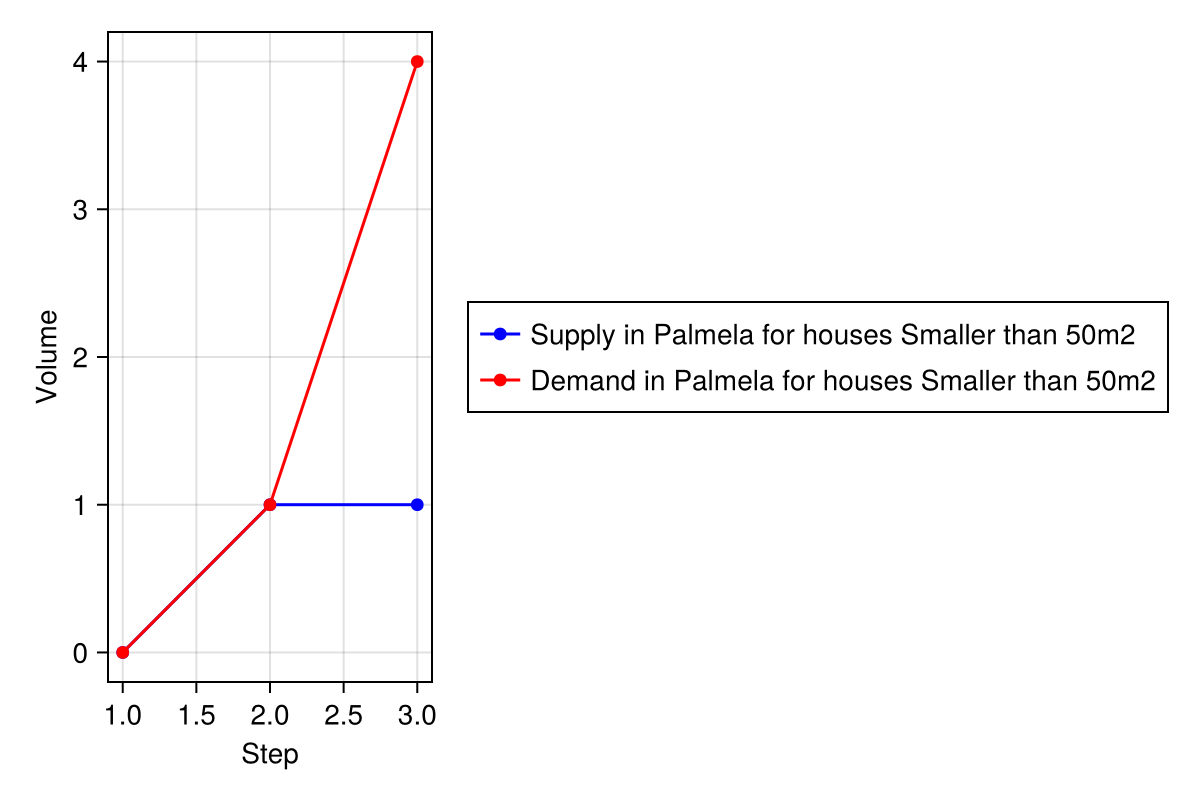 4
3
2
1
0
Volume
1.0 1.5 2.0 2.5 3.0
Step
Supply in Palmela for houses Smaller than 50m2
Demand in Palmela for houses Smaller than 50m2